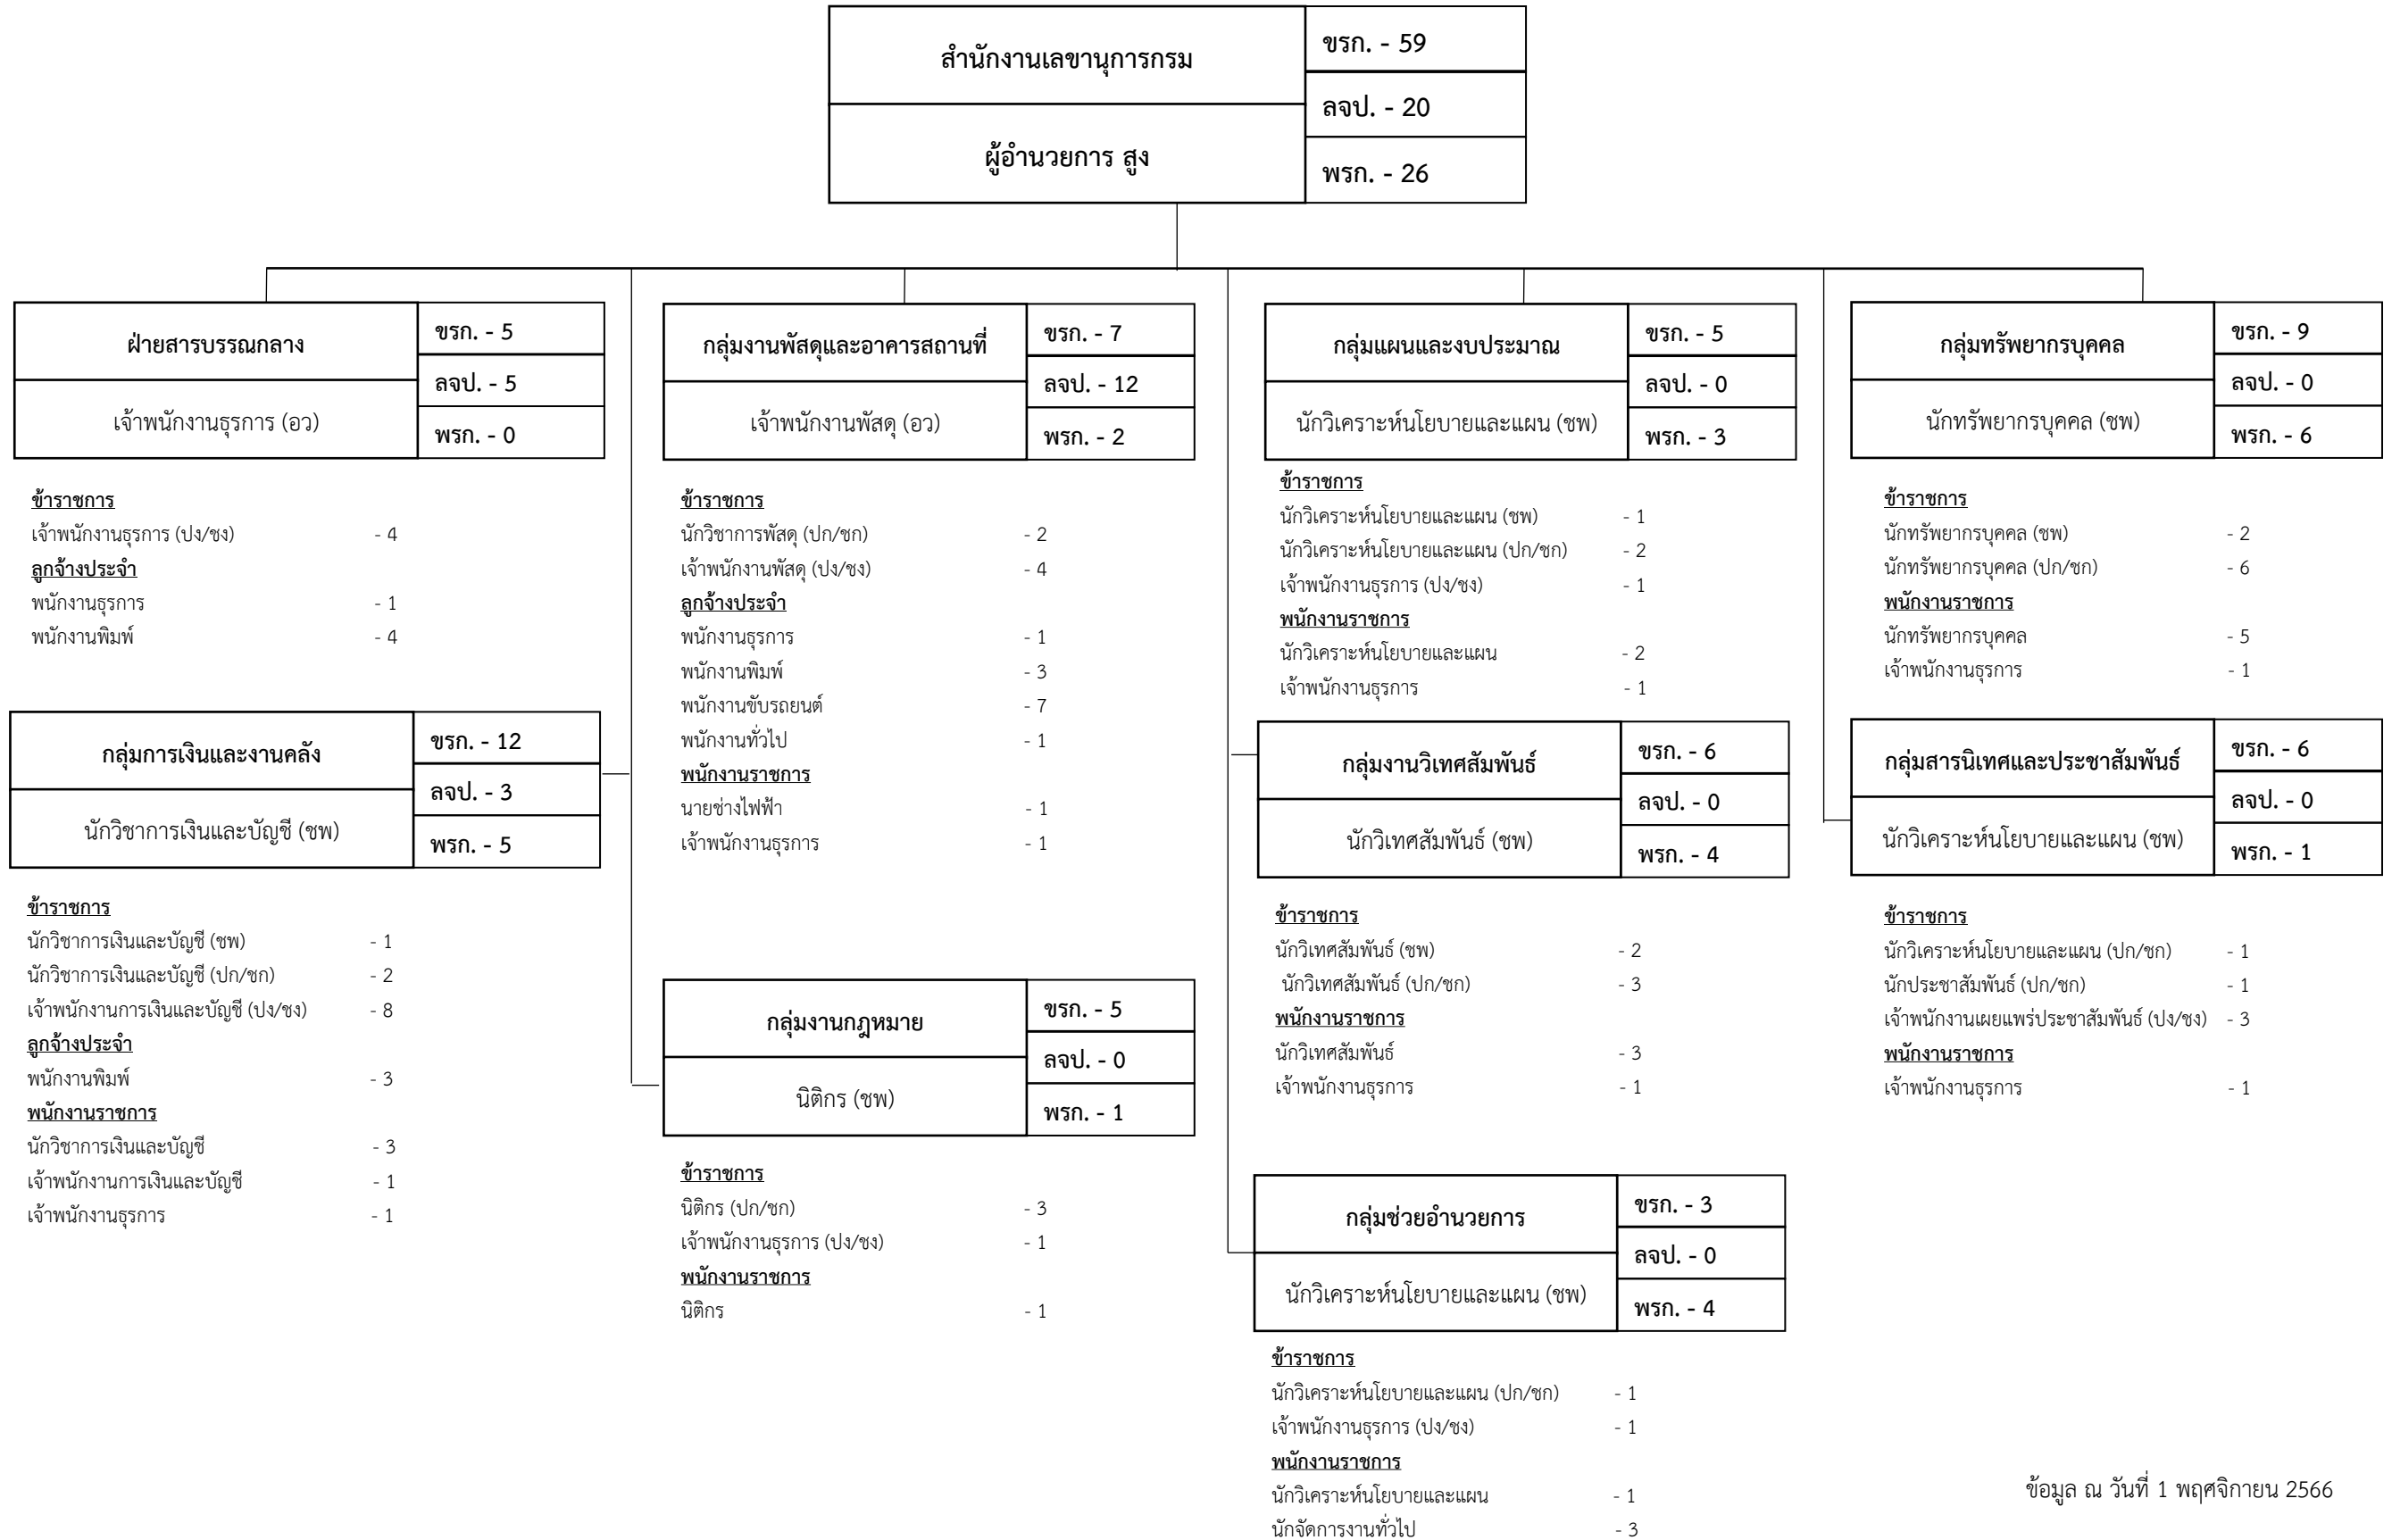 สำนักงานเลขานุการกรม
ผู้อำนวยการ สูง
ขรก. - 59
ลจป. - 20
พรก. - 26
ฝ่ายสารบรรณกลาง
เจ้าพนักงานธุรการ (อว)
ขรก. - 5
ลจป. - 5
พรก. - 0
ข้าราชการ
เจ้าพนักงานธุรการ (ปง/ชง) - 4
ลูกจ้างประจำ
พนักงานธุรการ - 1
พนักงานพิมพ์ - 4
กลุ่มการเงินและงานคลัง
นักวิชาการเงินและบัญชี (ชพ)
ขรก. - 12
ลจป. - 3
พรก. - 5
ข้าราชการ
นักวิชาการเงินและบัญชี (ชพ) - 1
นักวิชาการเงินและบัญชี (ปก/ชก) - 2
เจ้าพนักงานการเงินและบัญชี (ปง/ชง) - 8
ลูกจ้างประจำ
พนักงานพิมพ์ - 3
พนักงานราชการ
นักวิชาการเงินและบัญชี - 3
เจ้าพนักงานการเงินและบัญชี - 1
เจ้าพนักงานธุรการ - 1
กลุ่มงานพัสดุและอาคารสถานที่
เจ้าพนักงานพัสดุ (อว)
ขรก. - 7
ลจป. - 12
พรก. - 2
ข้าราชการ
นักวิชาการพัสดุ (ปก/ชก) - 2
เจ้าพนักงานพัสดุ (ปง/ชง) - 4
ลูกจ้างประจำ
พนักงานธุรการ - 1
พนักงานพิมพ์ - 3
พนักงานขับรถยนต์ - 7
พนักงานทั่วไป - 1
พนักงานราชการ
นายช่างไฟฟ้า - 1
เจ้าพนักงานธุรการ - 1
กลุ่มงานกฎหมาย
นิติกร (ชพ)
ขรก. - 5
ลจป. - 0
พรก. - 1
ข้าราชการ
นิติกร (ปก/ชก) - 3
เจ้าพนักงานธุรการ (ปง/ชง) - 1
พนักงานราชการ
นิติกร - 1
กลุ่มแผนและงบประมาณ
นักวิเคราะห์นโยบายและแผน (ชพ)
ขรก. - 5
ลจป. - 0
พรก. - 3
ข้าราชการ
นักวิเคราะห์นโยบายและแผน (ชพ) - 1
นักวิเคราะห์นโยบายและแผน (ปก/ชก) - 2
เจ้าพนักงานธุรการ (ปง/ชง) - 1
พนักงานราชการ
นักวิเคราะห์นโยบายและแผน - 2
เจ้าพนักงานธุรการ - 1
กลุ่มงานวิเทศสัมพันธ์
นักวิเทศสัมพันธ์ (ชพ)
ขรก. - 6
ลจป. - 0
พรก. - 4
ข้าราชการ
นักวิเทศสัมพันธ์ (ชพ) - 2
นักวิเทศสัมพันธ์ (ปก/ชก) - 3
พนักงานราชการ
นักวิเทศสัมพันธ์ - 3
เจ้าพนักงานธุรการ - 1
กลุ่มช่วยอำนวยการ
นักวิเคราะห์นโยบายและแผน (ชพ)
ขรก. - 3
ลจป. - 0
พรก. - 4
ข้าราชการ
นักวิเคราะห์นโยบายและแผน (ปก/ชก) - 1
เจ้าพนักงานธุรการ (ปง/ชง) - 1
พนักงานราชการ
นักวิเคราะห์นโยบายและแผน - 1
นักจัดการงานทั่วไป - 3
กลุ่มทรัพยากรบุคคล
นักทรัพยากรบุคคล (ชพ)
ขรก. - 9
ลจป. - 0
พรก. - 6
ข้าราชการ
นักทรัพยากรบุคคล (ชพ) - 2
นักทรัพยากรบุคคล (ปก/ชก) - 6
พนักงานราชการ
นักทรัพยากรบุคคล - 5
เจ้าพนักงานธุรการ - 1
กลุ่มสารนิเทศและประชาสัมพันธ์
นักวิเคราะห์นโยบายและแผน (ชพ)
ขรก. - 6
ลจป. - 0
พรก. - 1
ข้าราชการ
นักวิเคราะห์นโยบายและแผน (ปก/ชก) - 1
นักประชาสัมพันธ์ (ปก/ชก) - 1
เจ้าพนักงานเผยแพร่ประชาสัมพันธ์ (ปง/ชง) - 3
พนักงานราชการ
เจ้าพนักงานธุรการ - 1
ข้อมูล ณ วันที่ 1 พฤศจิกายน 2566